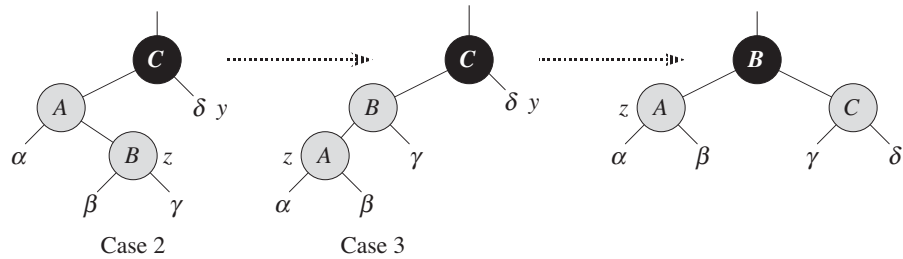 C C B
δ y δ y
A B z A C
α B z z A γ α β γ δ
β γ α β
Case 2 Case 3